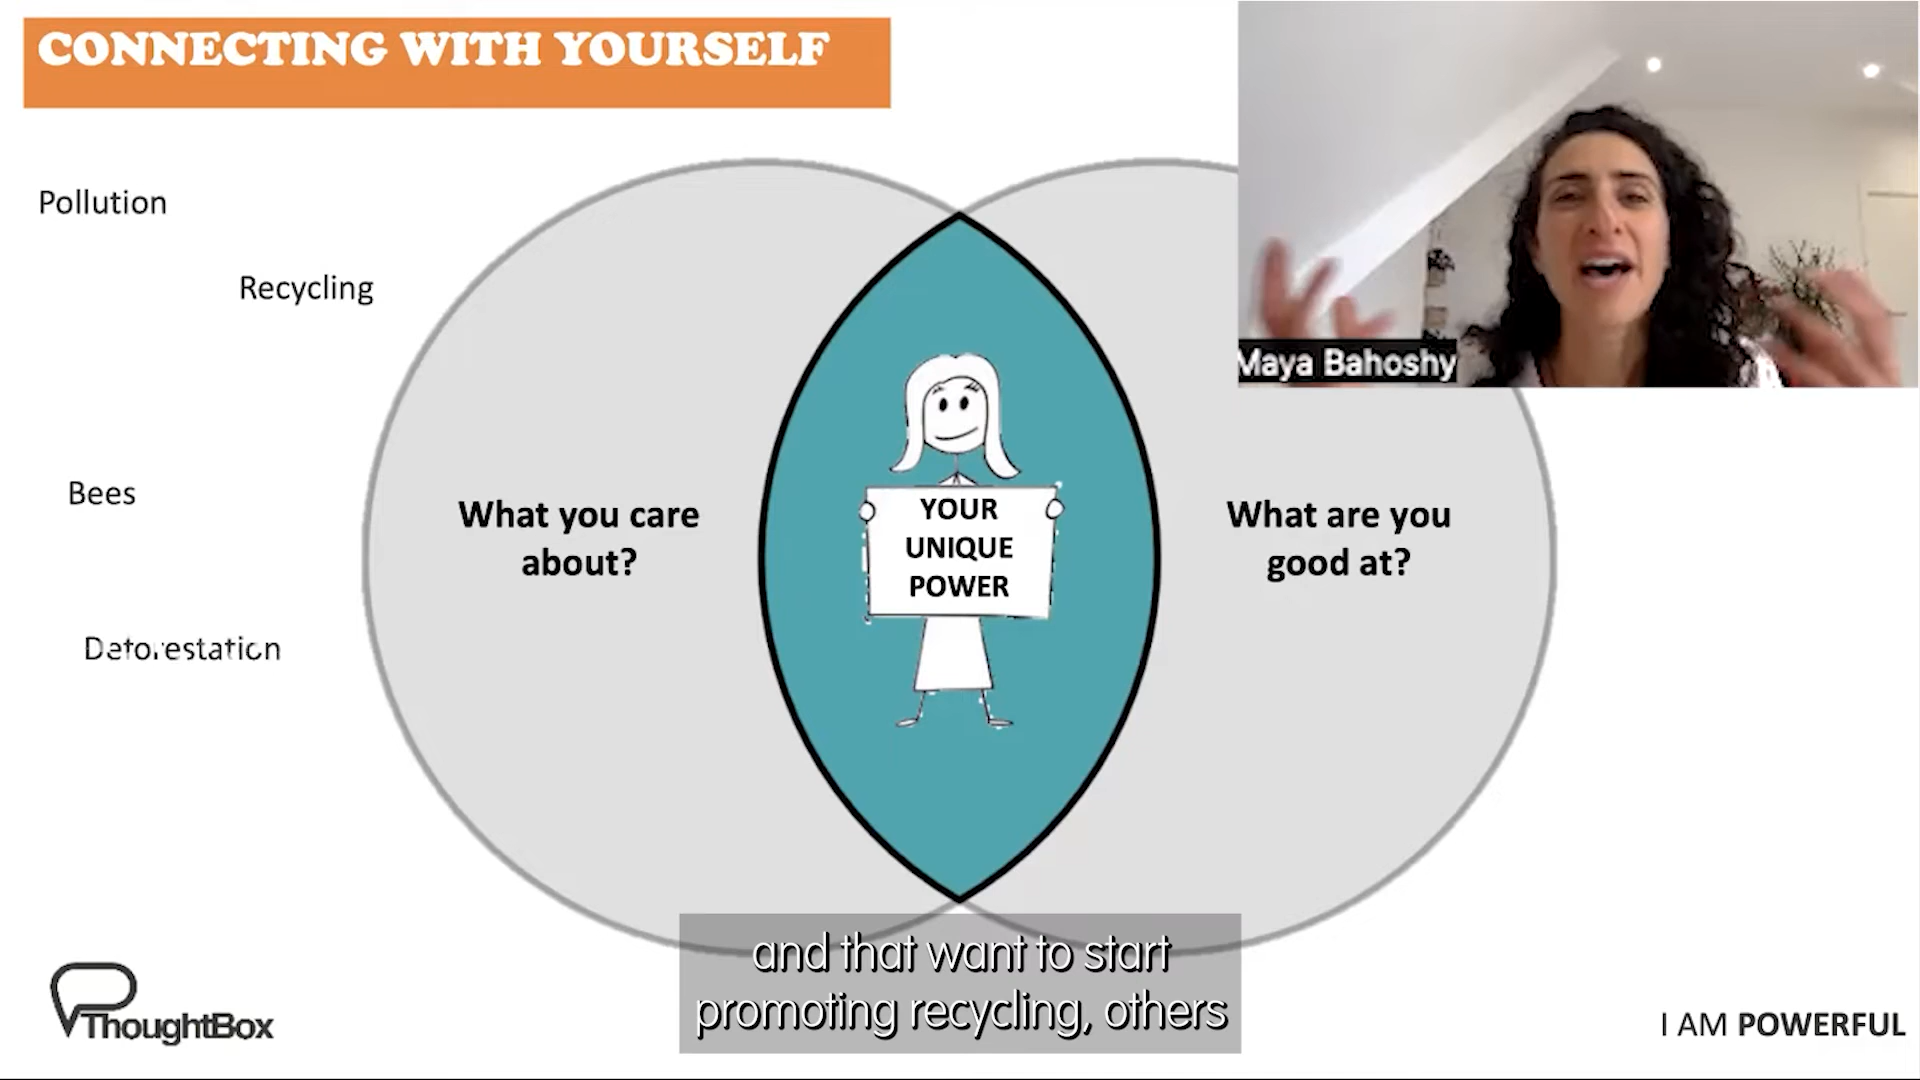 CONNECTING WITH YOURSELF
Pollution
Recycling
Maya Bahoshy
Bees
What you care
about?
YOUR
UNIQUE
POWER
What are you
good at?
Deforestation
and that want to start
promoting recycling, others
ThoughtBox
I AM POWERFUL